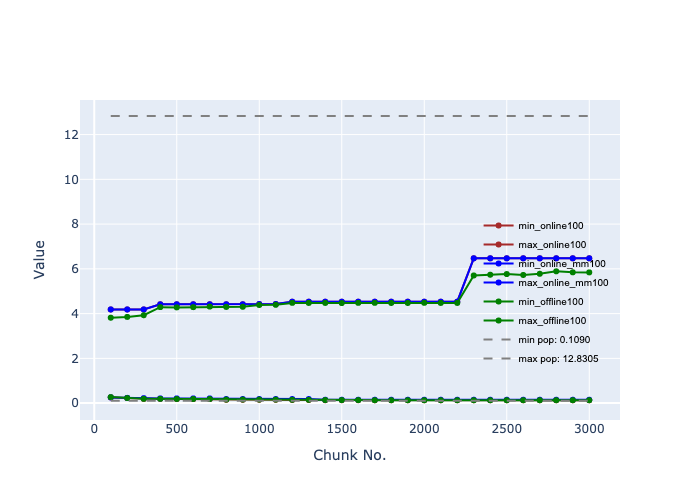 12
10
8
6
4
2
0
Value
0
500
1000
1500
2000
2500
3000
Chunk No.
min_online100
max_online100
min_online_mm100
max_online_mm100
min_offline100
max_offline100
min pop: 0.1090
max pop: 12.8305